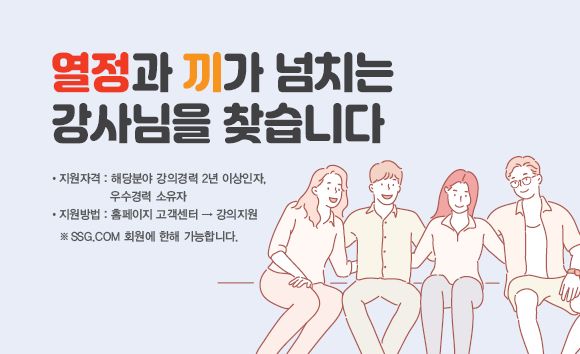 열정과 끼가 넘치는
강사님을 찾습니다
• 지원자격 : 해당분야 강의경력 2년 이상인자,
우수경력 소유자
• 지원방법 : 홈페이지 고객센터 → 강의지원
※ SSG.COM 회원에 한해 가능합니다.